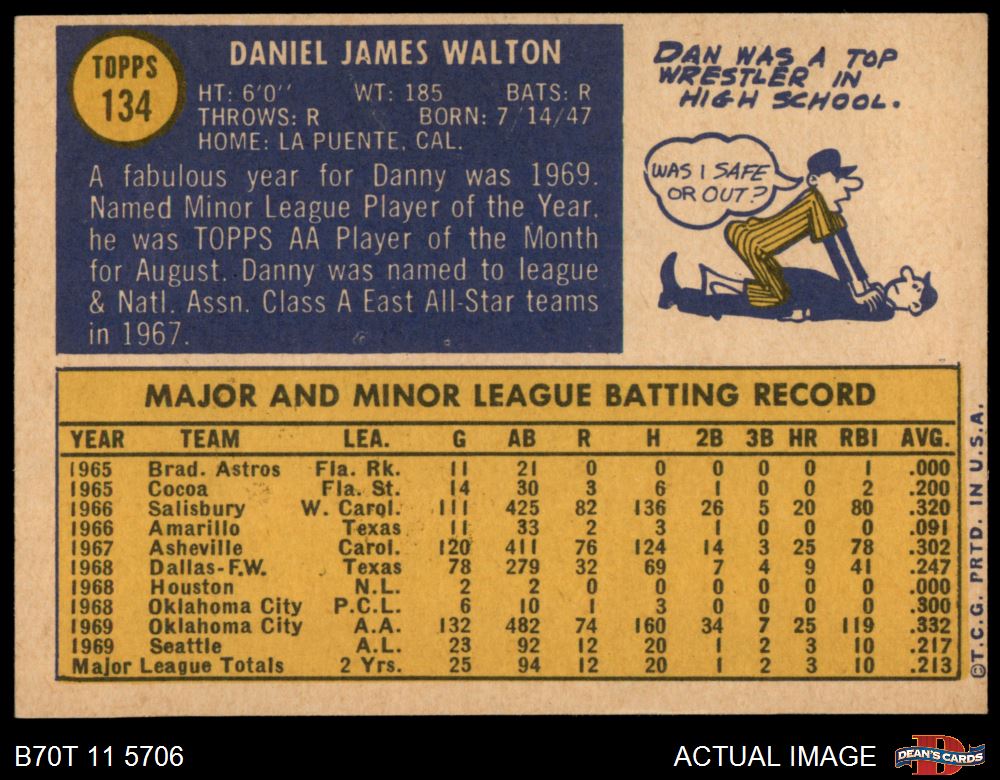 TOPPS
134
DANIEL JAMES WALTON
HT: 6'0'' WT: 185 BATS: R
THROWS: R BORN: 7/14/47
HOME: LA PUENTE, CAL.
A fabulous year for Danny was 1969.
Named Minor League Player of the Year,
he was TOPPS AA Player of the Month
for August. Danny was named to league
& Natl. Assn. Class A East All-Star teams
in 1967.
DAN WAS A TOP
WRESTLER IN
HIGH SCHOOL.
WAS I SAFE
OR OUT?
MAJOR AND MINOR LEAGUE BATTING RECORD
YEAR TEAM LEA. G AB R H 2B 3B HR RBI AVG.
1965 Brad. Astros Fla. Rk. 11 21 0 0 0 0 0 1 .000
1965 Cocoa Fla. St. 14 30 3 6 1 0 0 2 .200
1966 Salisbury W. Carol. 111 425 82 136 26 5 20 80 .320
1966 Amarillo Texas 11 33 2 3 1 0 0 0 .091
1967 Asheville Carol. 120 411 76 124 14 3 25 78 .302
1968 Dallas-F.W. Texas 78 279 32 69 7 4 9 41 .247
1968 Houston N.L. 2 2 0 0 0 0 0 0 .000
1968 Oklahoma City P.C.L. 6 10 1 3 0 0 0 0 .300
1969 Oklahoma City A.A. 132 482 74 160 34 7 25 119 .332
1969 Seattle A.L. 23 92 12 20 1 2 3 10 .217
Major League Totals 2 Yrs. 25 94 12 20 1 2 3 10 .213
©T.C.G. PRTD. IN U.S.A.
B70T 11 5706
ACTUAL IMAGE
D
DEAN'S CARDS